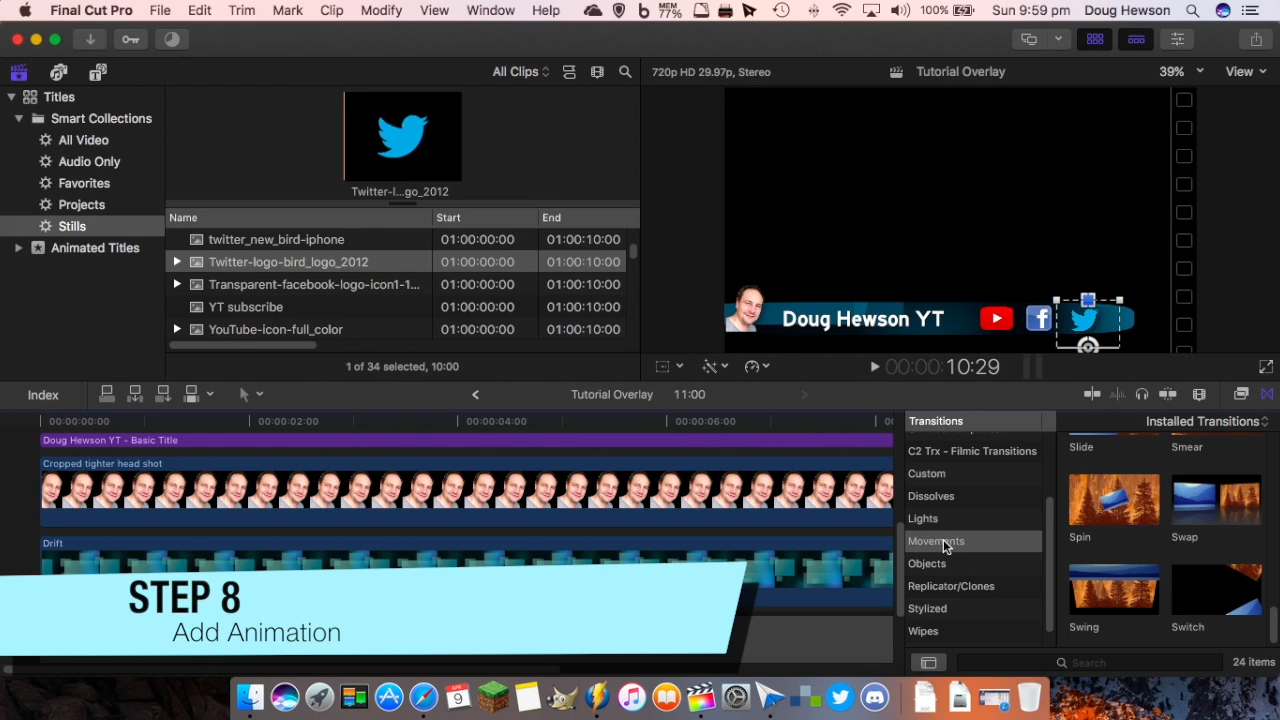 Final Cut Pro File Edit Trim Mark Clip Modify View Window Help MEM 77% 100% Sun 9:59 pm Doug Hewson
All Clips
720p HD 29.97p, Stereo Tutorial Overlay 39% View
Titles
Smart Collections
All Video
Audio Only
Favorites
Projects
Stills
Animated Titles
Twitter-l...go_2012
Name Start End
twitter_new_bird-iphone 01:00:00:00 01:00:10:00
Twitter-logo-bird_logo_2012 01:00:00:00 01:00:10:00
Transparent-facebook-logo-icon1-1... 01:00:00:00 01:00:10:00
YT subscribe 01:00:00:00 01:00:10:00
YouTube-icon-full_color 01:00:00:00 01:00:10:00
1 of 34 selected, 10:00
Doug Hewson YT
00:00:10:29
Index Tutorial Overlay 11:00
00:00:00:00 00:00:02:00 00:00:04:00 00:00:06:00
Doug Hewson YT - Basic Title
Cropped tighter head shot
Drift
STEP 8
Add Animation
Transitions Installed Transitions
C2 Trx - Filmic Transitions
Custom
Dissolves
Lights
Movements
Objects
Replicator/Clones
Stylized
Wipes
Slide Smear
Spin Swap
Swing Switch
Search 24 items
APR 9